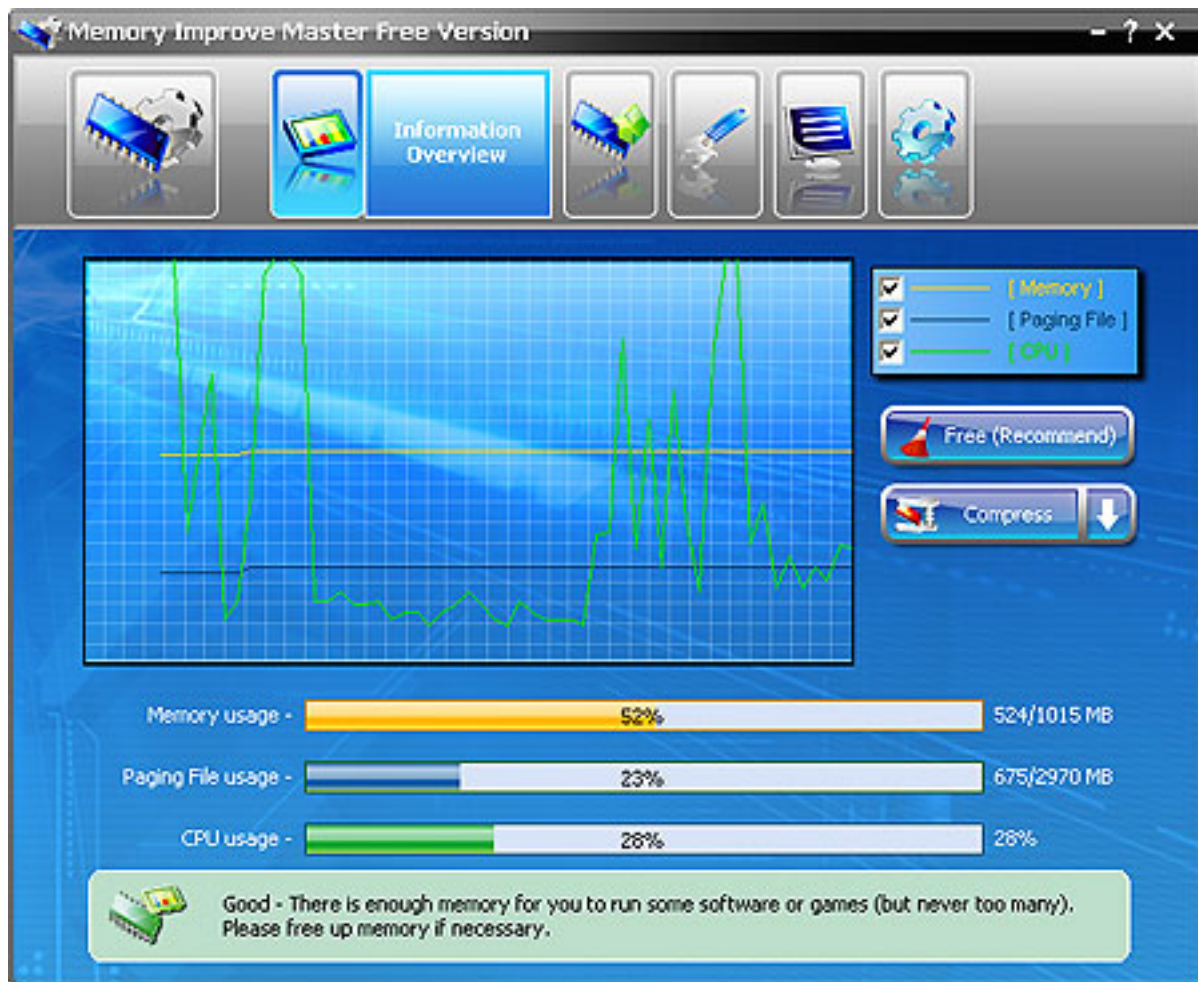 Memory Improve Master Free Version
Information
Overview
[ Memory ]
[ Paging File ]
[ CPU ]
Free (Recommend)
Compress
Memory usage - 52% 524/1015 MB
Paging File usage - 23% 675/2970 MB
CPU usage - 28% 28%
Good - There is enough memory for you to run some software or games (but never too many).
Please free up memory if necessary.